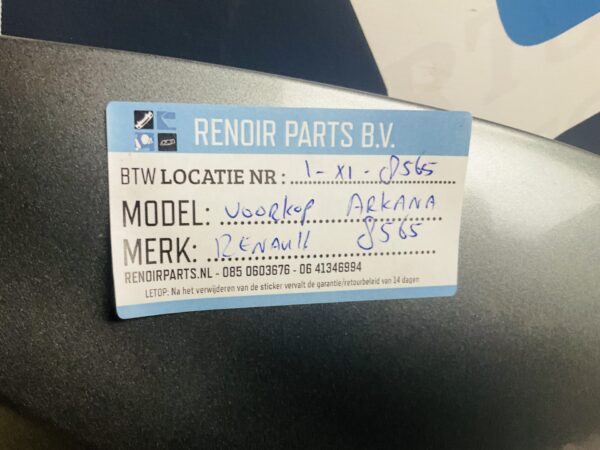 RENOIR PARTS B.V.
BTW LOCATIE NR: 1-XI-8565
MODEL: VOORKOP ARKANA
MERK: RENAULT 8565
RENOIRPARTS.NL - 085 0603676 - 06 41346994
LETOP: Na het verwijderen van de sticker vervalt de garantie/retourbeleid van 14 dagen